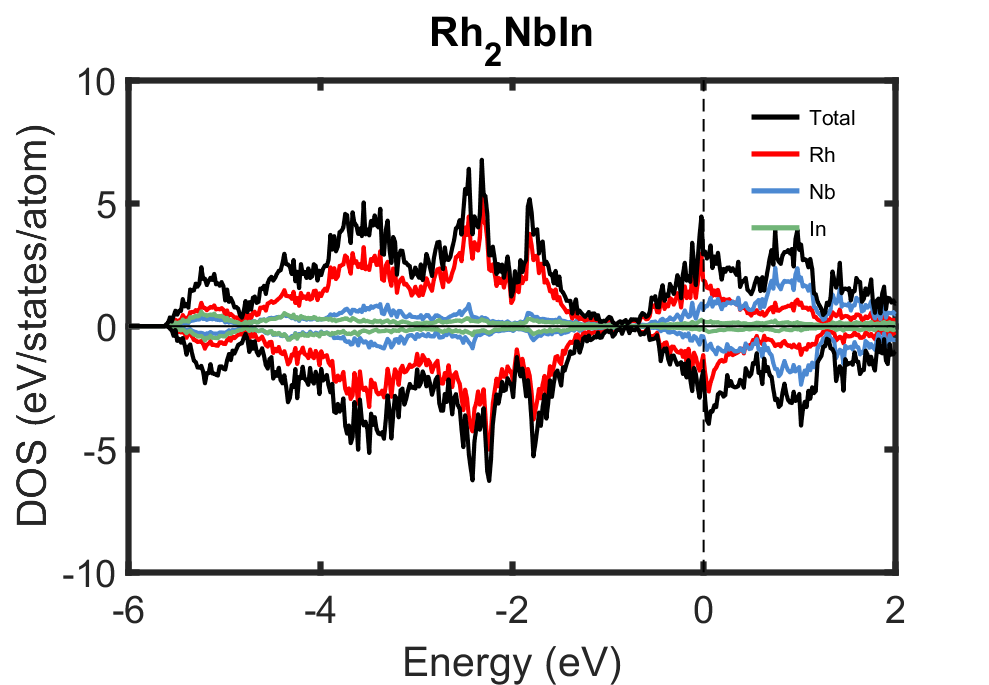 Rh₂NbIn
10
5
0
-5
-10
-6
-4
-2
0
2
DOS (eV/states/atom)
Energy (eV)
Total
Rh
Nb
In